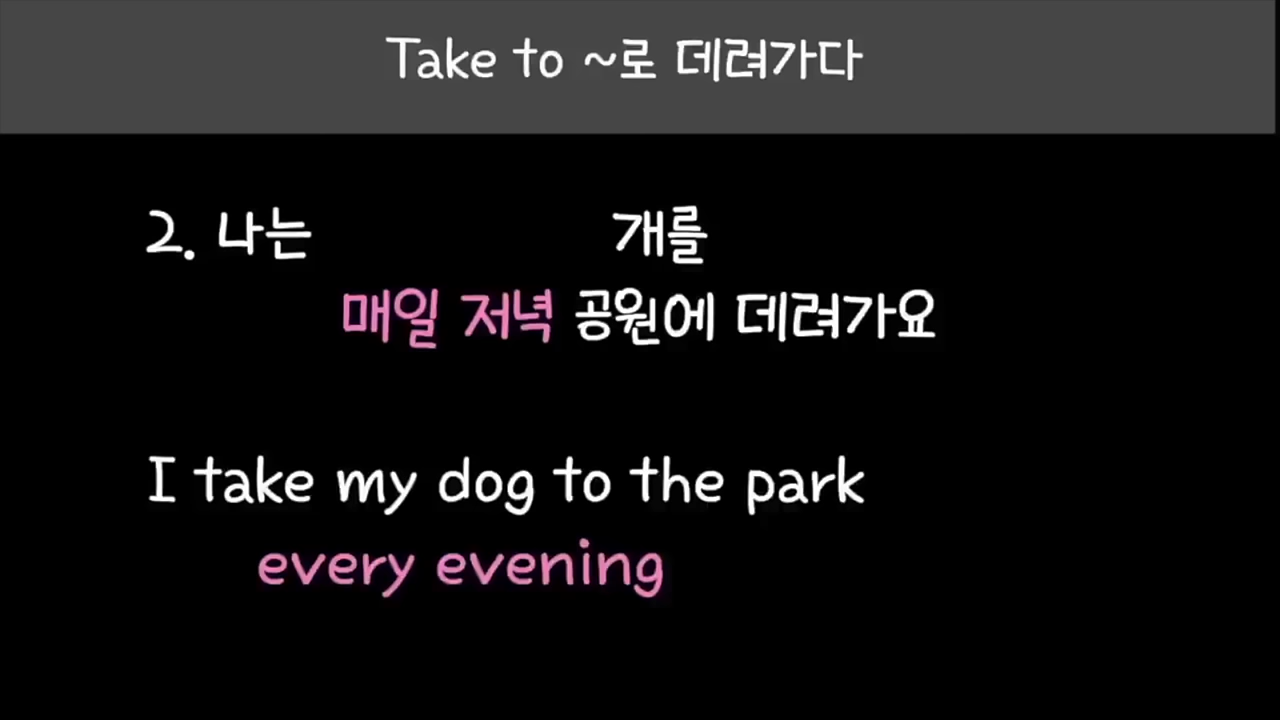 Take to ~로 데려가다
2. 나는 개를
매일 저녁 공원에 데려가요
I take my dog to the park
every evening